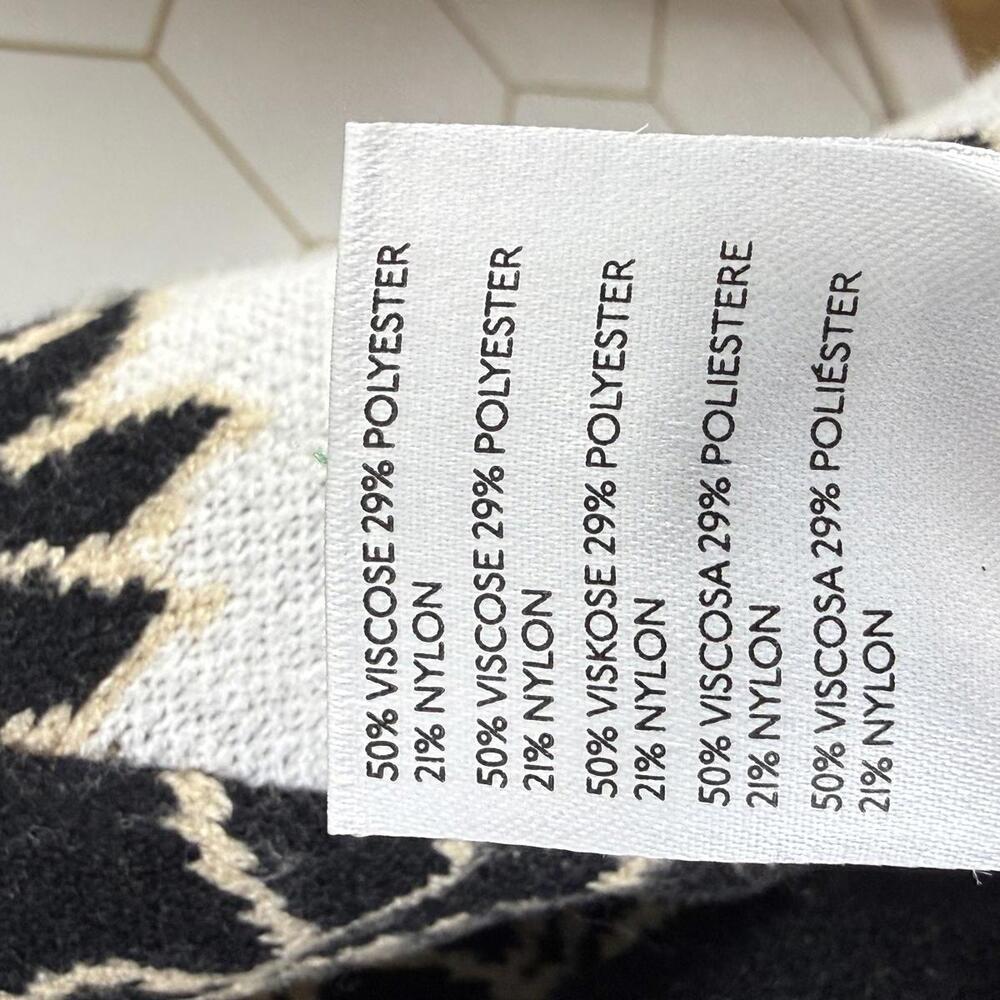 50% VISCOSE 29% POLYESTER
21% NYLON
50% VISCOSE 29% POLYESTER
21% NYLON
50% VISKOSE 29% POLYESTER
21% NYLON
50% VISCOSA 29% POLIESTERE
21% NYLON
50% VISCOSA 29% POLIÉSTER
21% NYLON